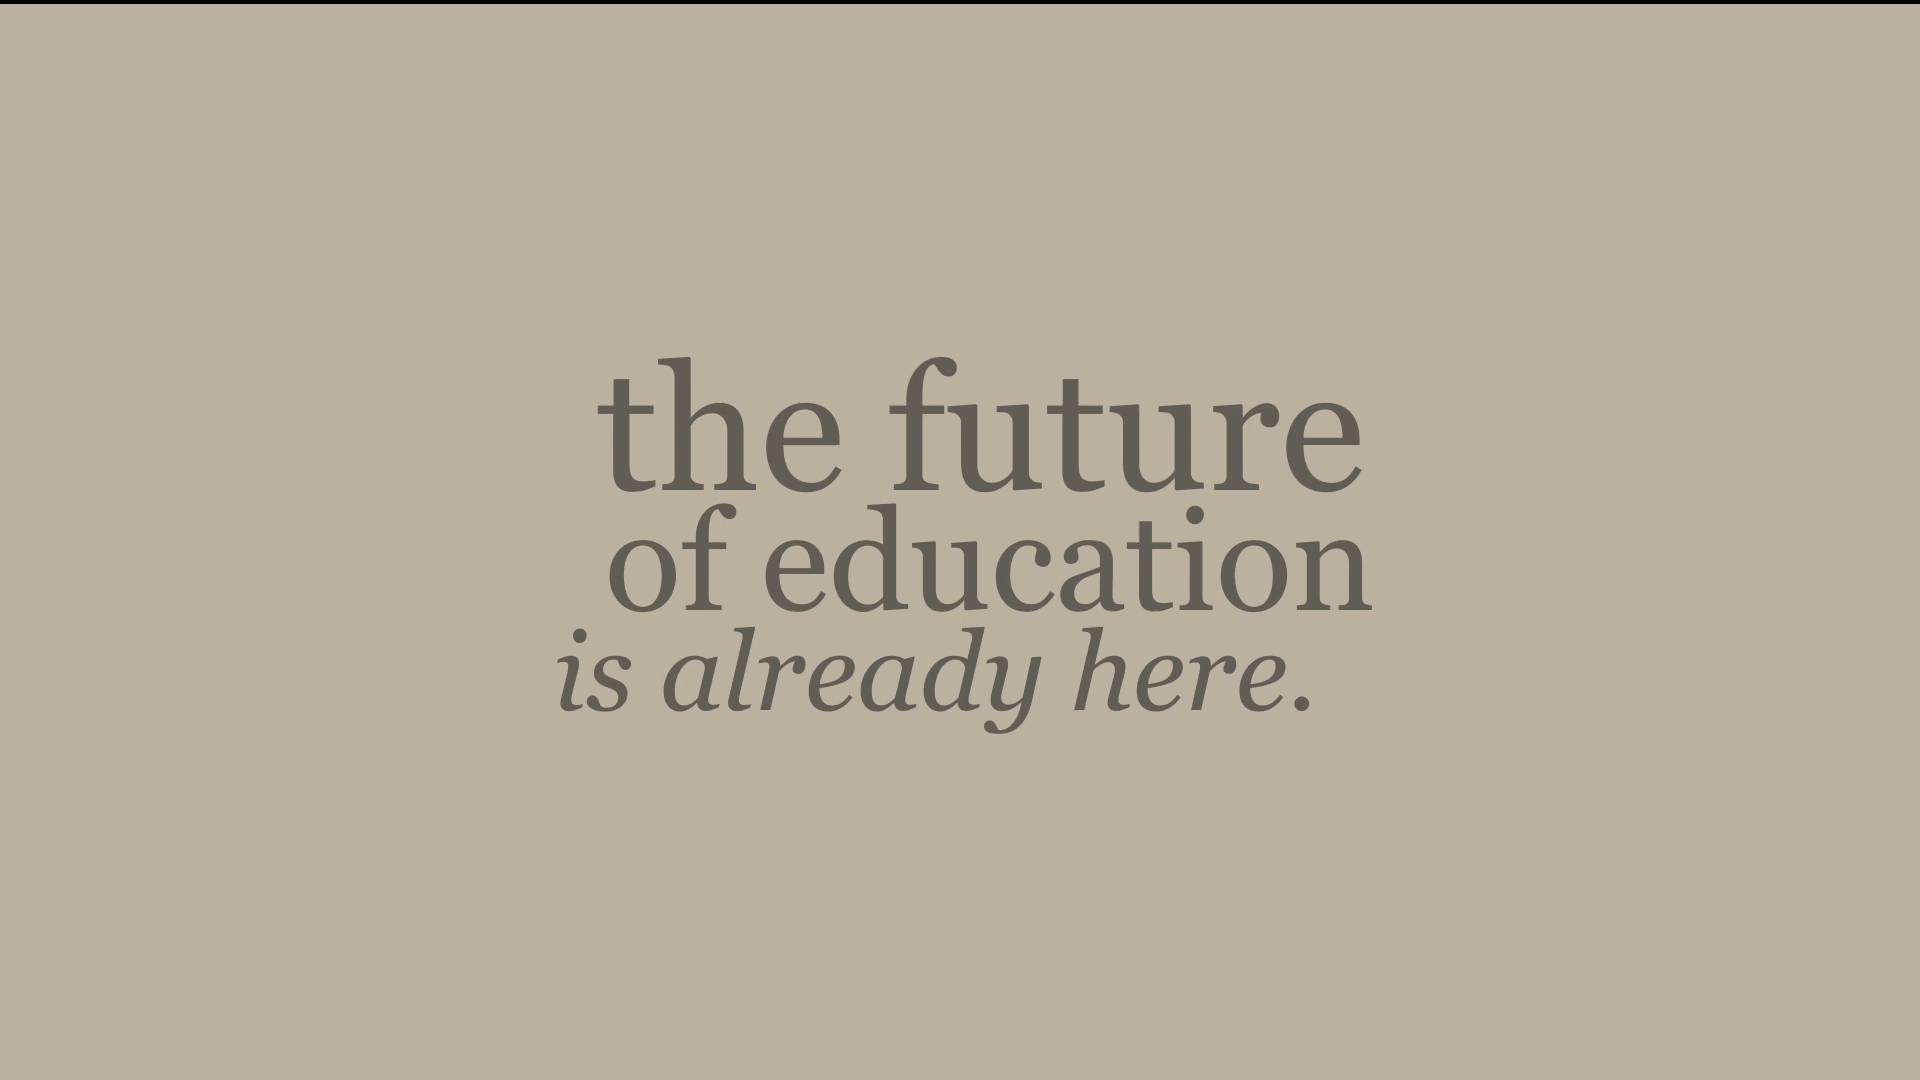 the future
of education
is already here.